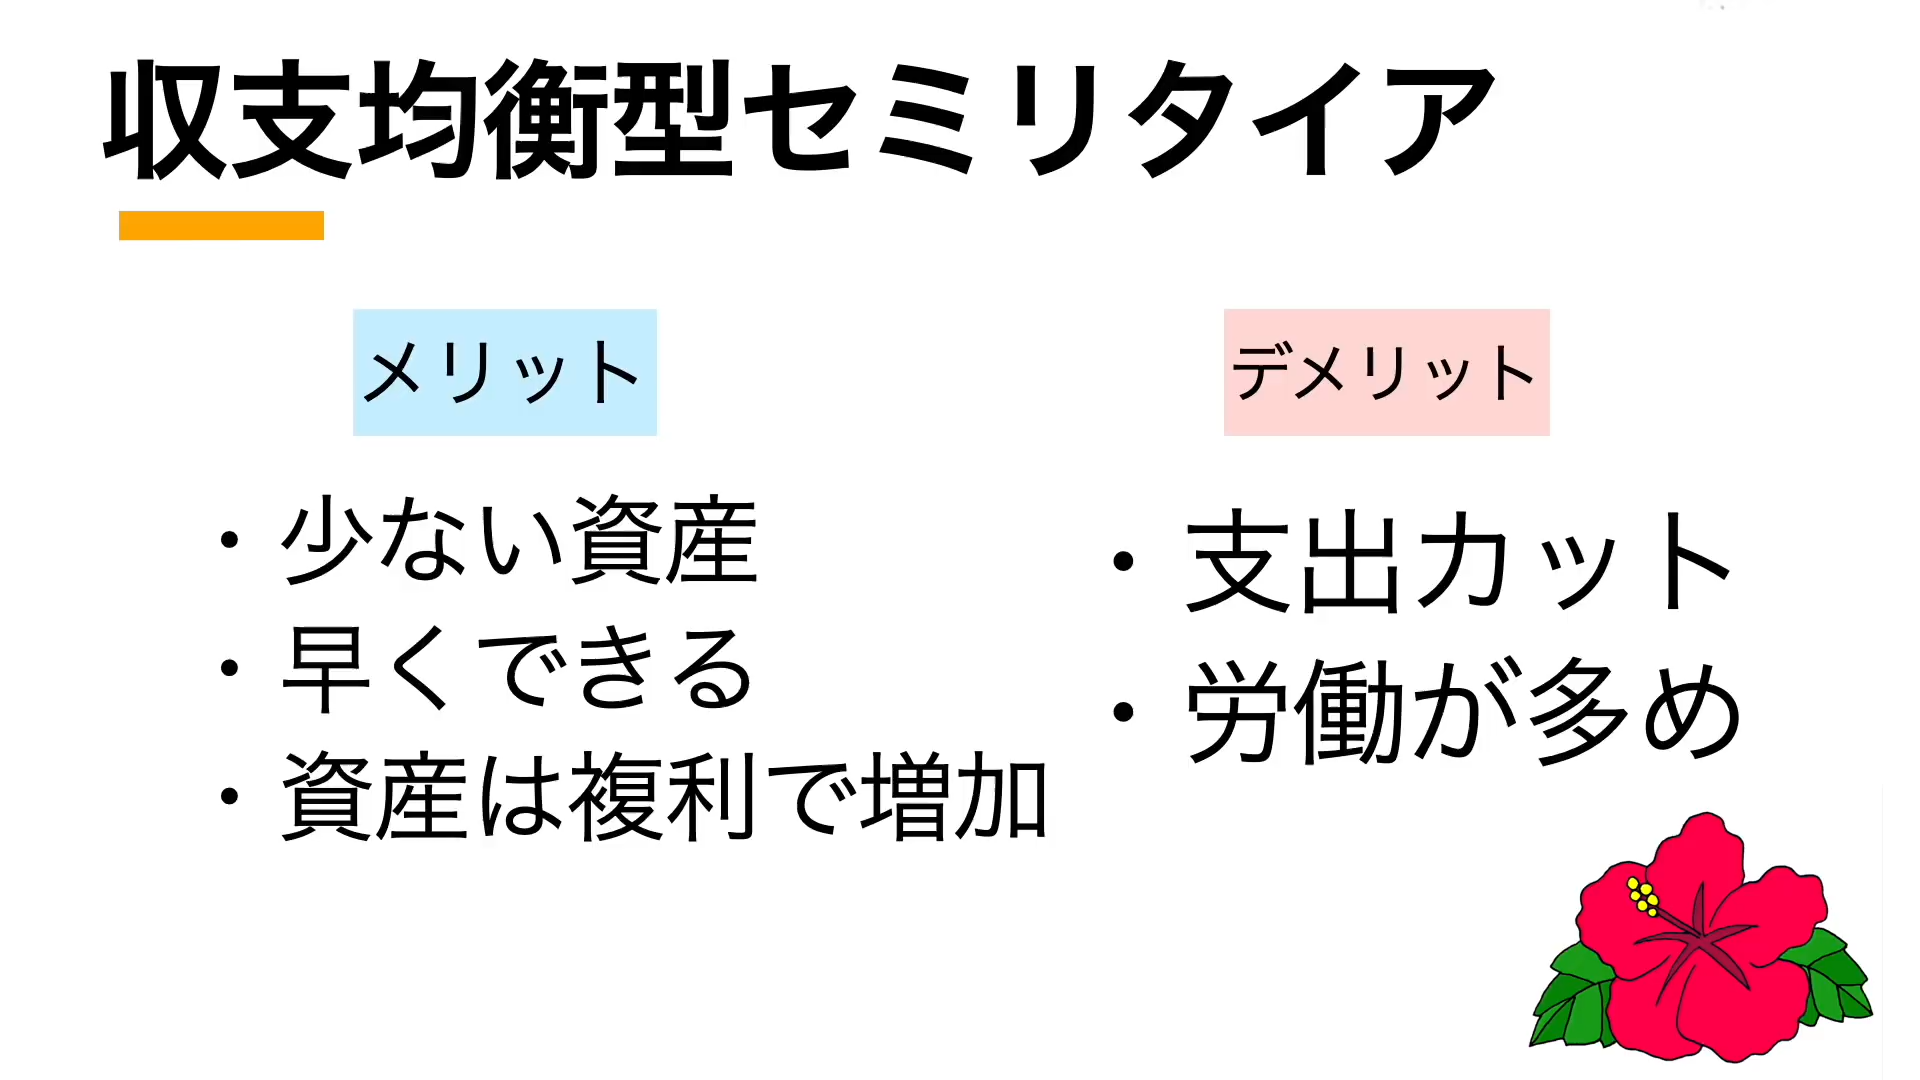 収支均衡型セミリタイア
メリット
・少ない資産
・早くできる
・資産は複利で増加
デメリット
・支出カット
・労働が多め